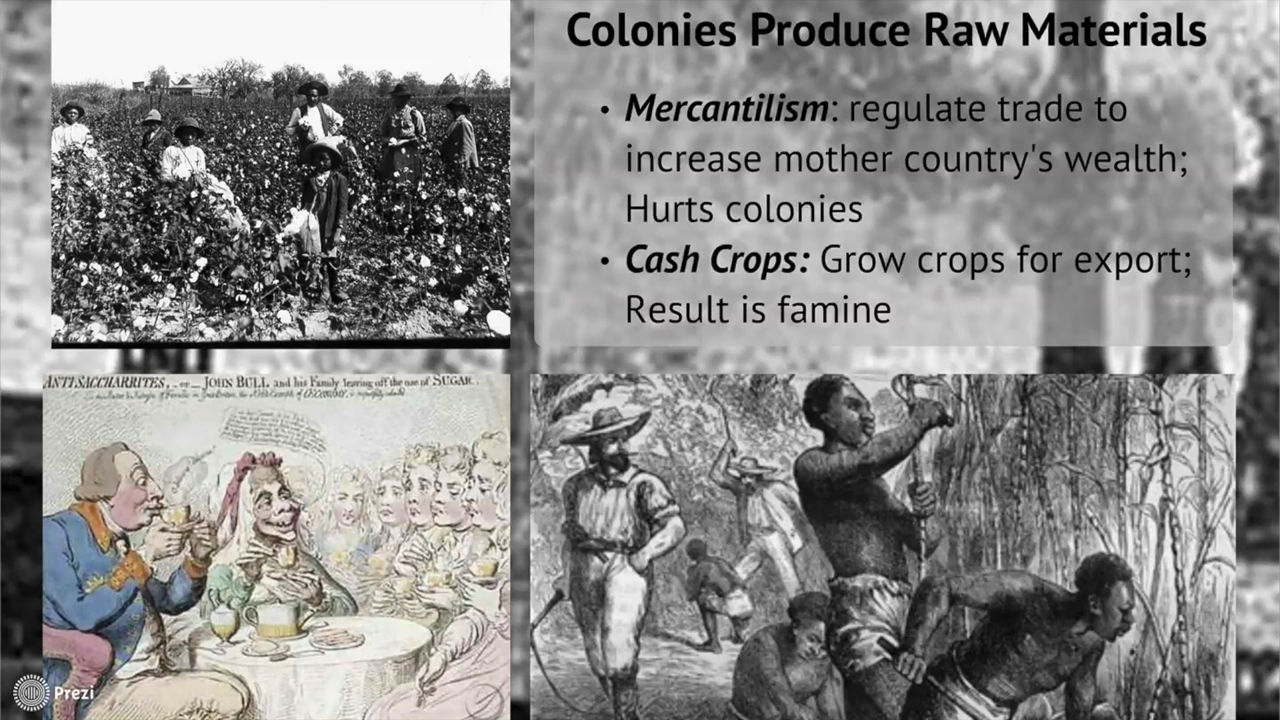 Colonies Produce Raw Materials
• Mercantilism: regulate trade to
increase mother country's wealth;
Hurts colonies
• Cash Crops: Grow crops for export;
Result is famine
ANTI-SACCHARRITES, _ or _ JOHN BULL and his Family leaving off the use of SUGAR.
Prezi